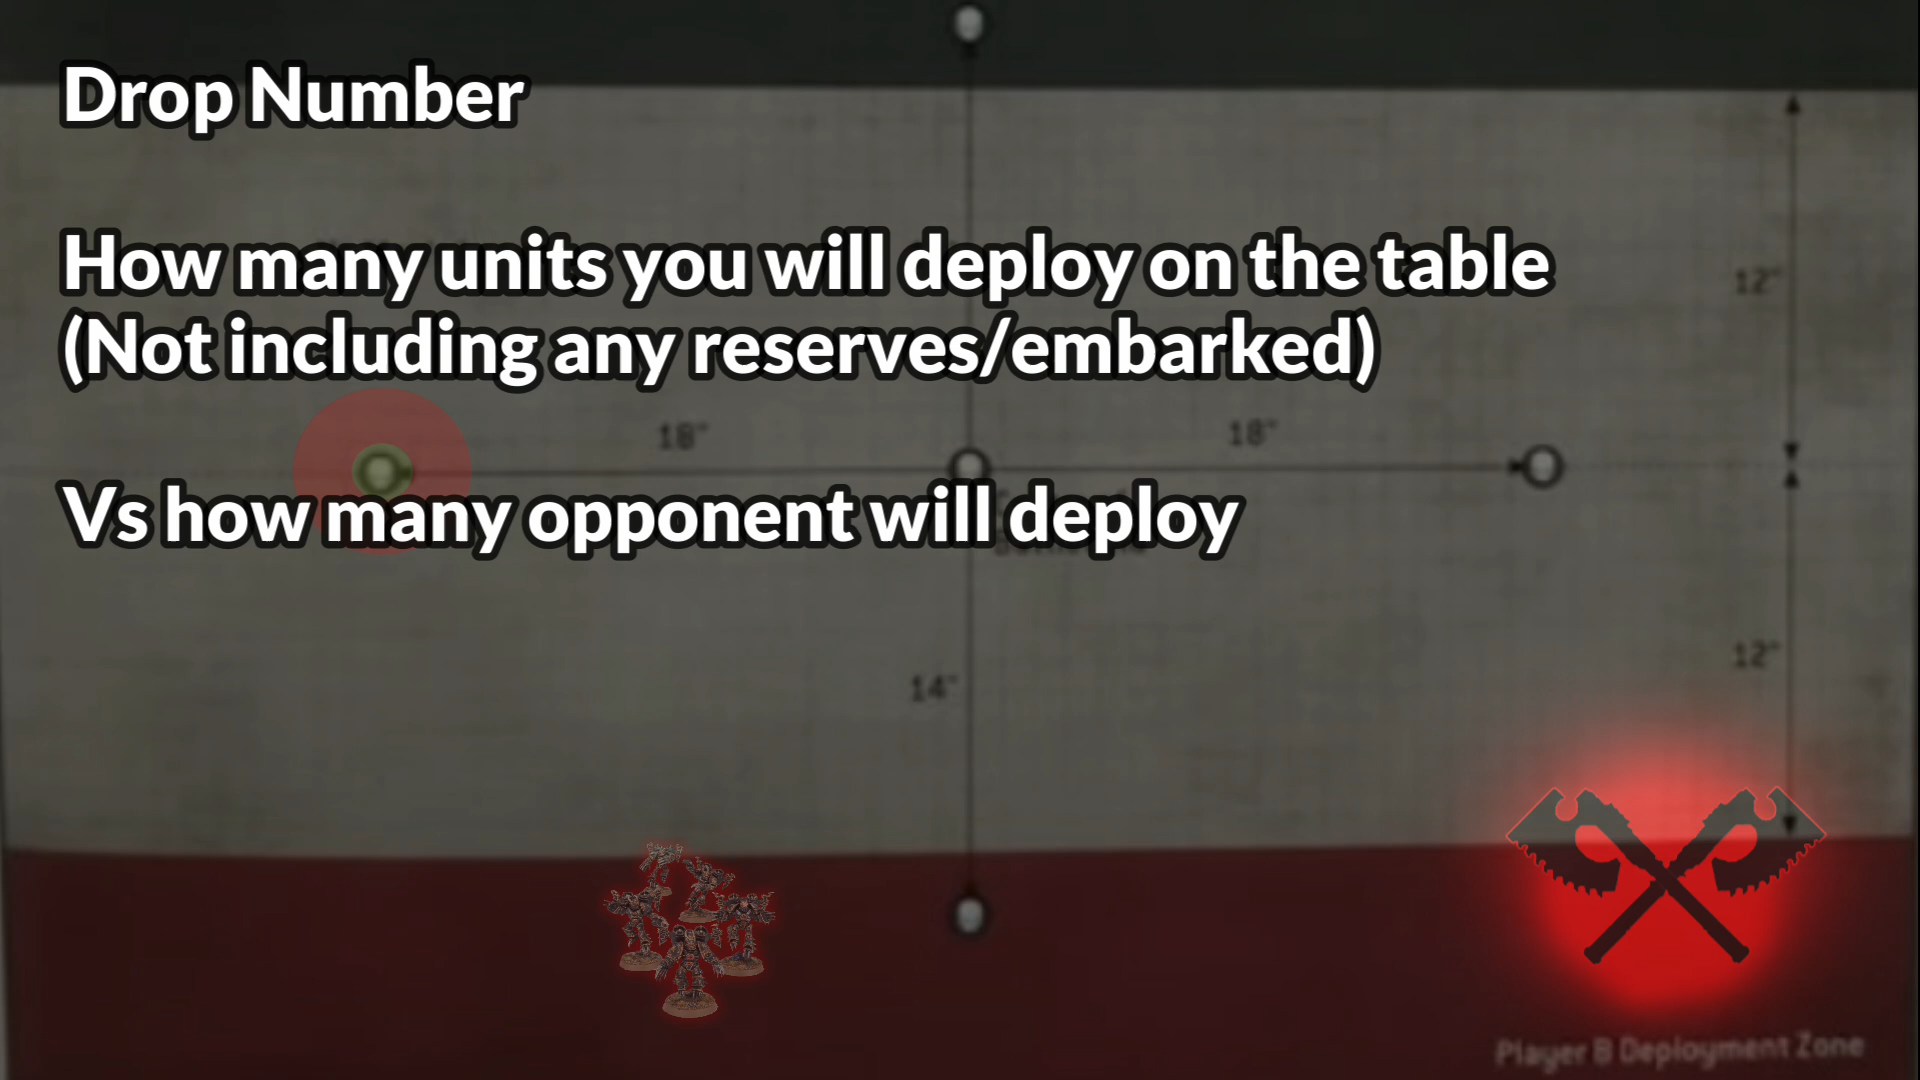 Drop Number
How many units you will deploy on the table
(Not including any reserves/embarked)
12"
18"
18"
Vs how many opponent will deploy
14"
12"
Player B Deployment Zone